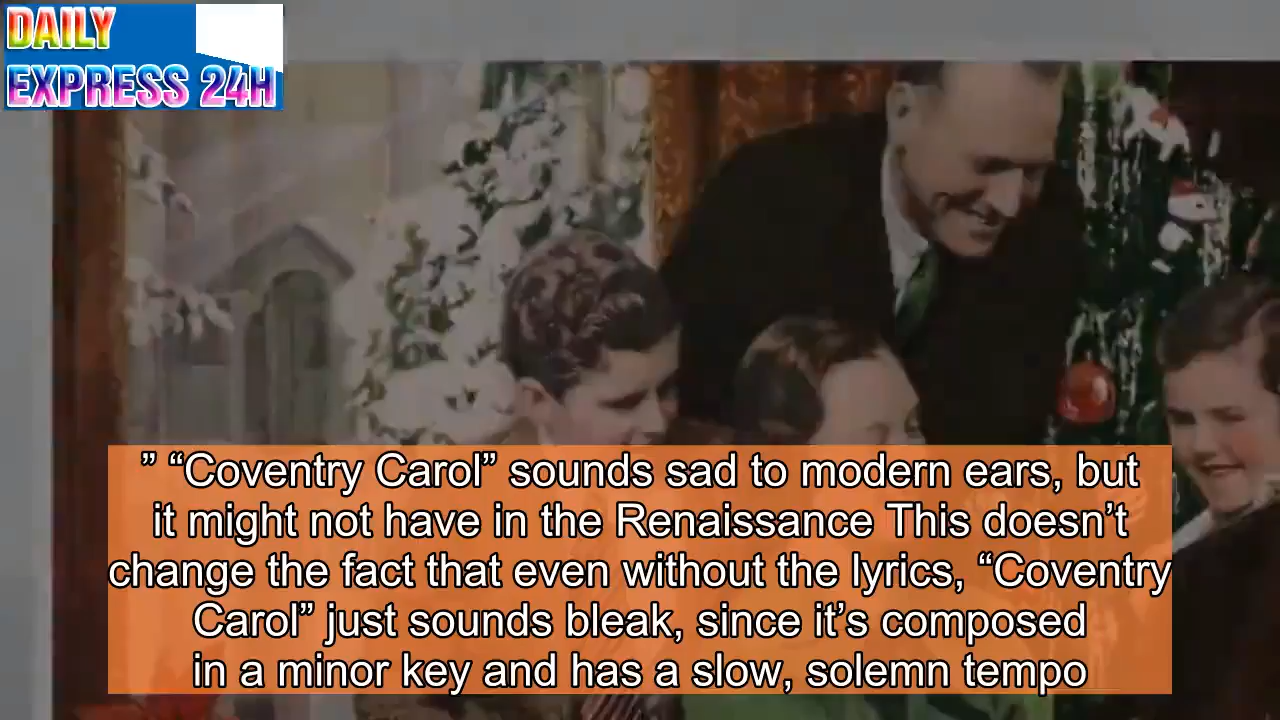 DAILY
EXPRESS 24H
” “Coventry Carol” sounds sad to modern ears, but
it might not have in the Renaissance This doesn’t
change the fact that even without the lyrics, “Coventry
Carol” just sounds bleak, since it’s composed
in a minor key and has a slow, solemn tempo